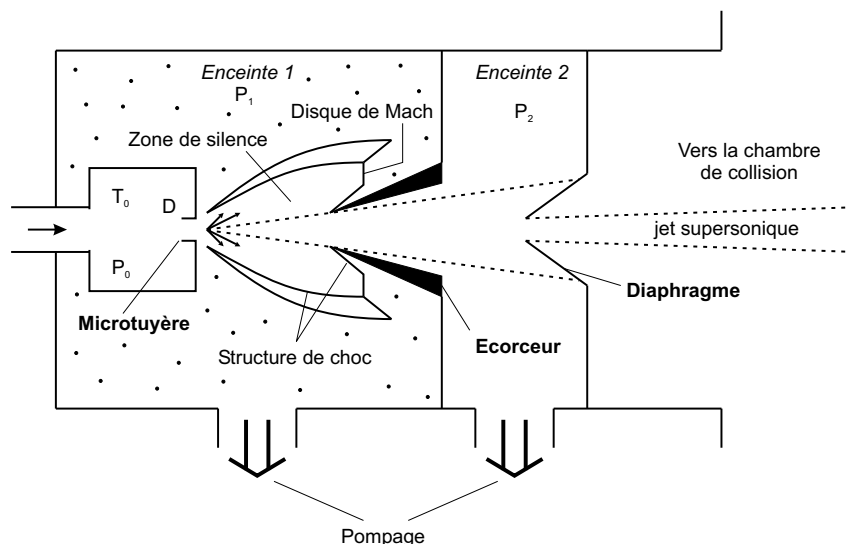 Enceinte 1
P1
Enceinte 2
P2
Disque de Mach
Zone de silence
Vers la chambre
de collision
T0
D
jet supersonique
P0
Diaphragme
Microtuyère
Ecorceur
Structure de choc
Pompage